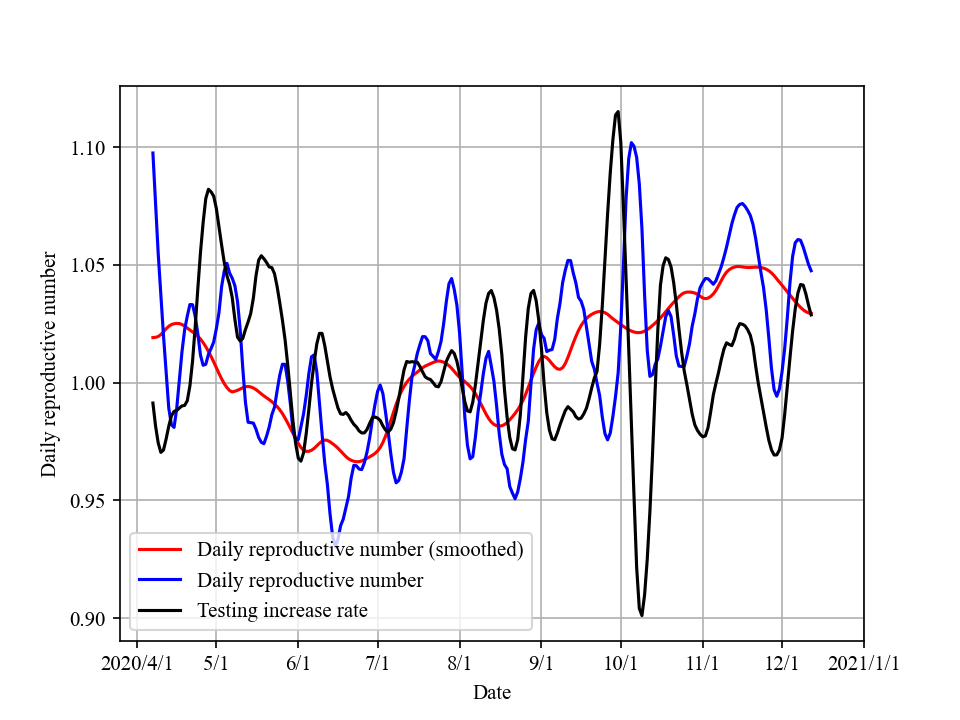 Daily reproductive number
1.10
1.05
1.00
0.95
0.90
Daily reproductive number (smoothed)
Daily reproductive number
Testing increase rate
2020/4/1 5/1 6/1 7/1 8/1 9/1 10/1 11/1 12/1 2021/1/1
Date